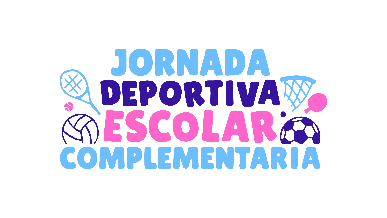 JORNADA
DEPORTIVA
ESCOLAR
COMPLEMENTARIA